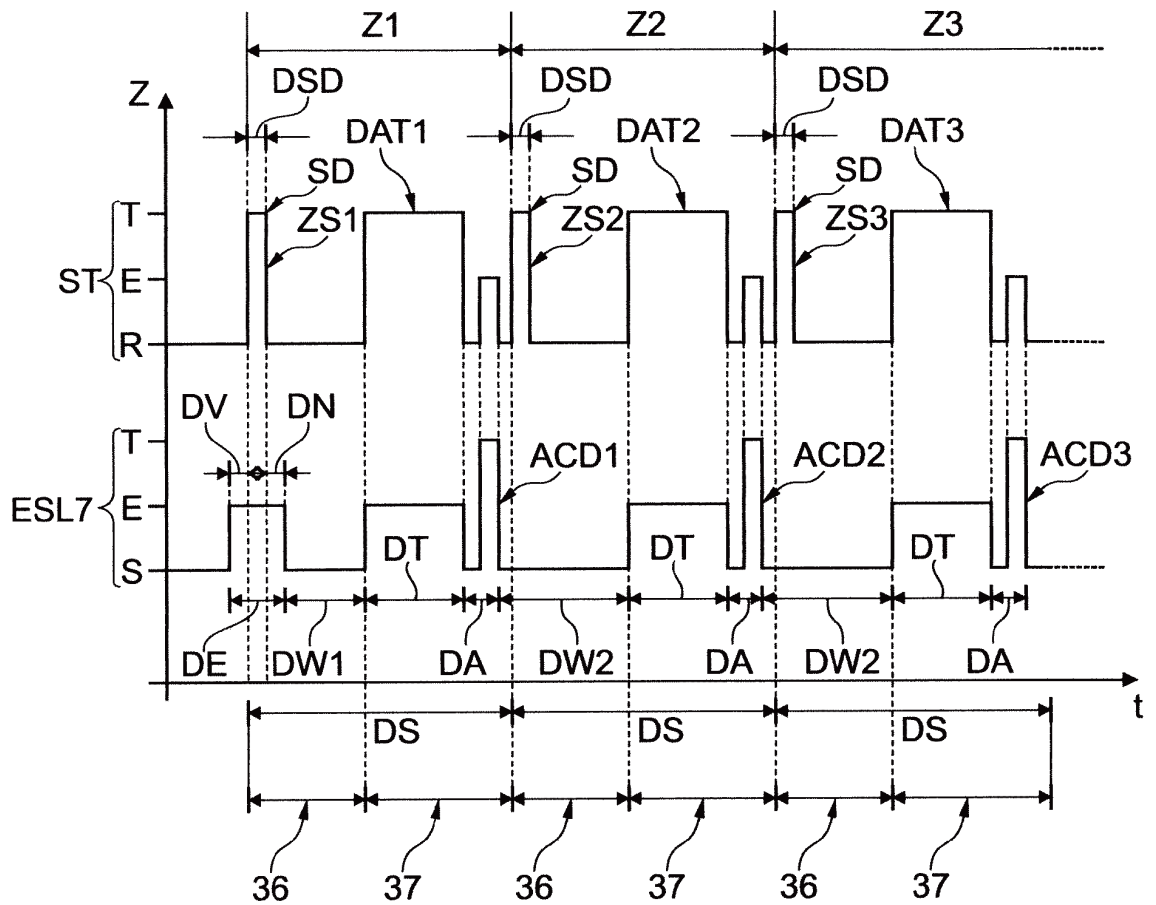 Z1 Z2 Z3
Z DSD DSD DSD
DAT1 DAT2 DAT3
SD SD SD
T ZS1 ZS2 ZS3
ST E
R
DV DN
T
ACD1 ACD2 ACD3
ESL7 E
DT DT DT
S
DE DW1 DA DW2 DA DW2 DA
t
DS DS DS
36 37 36 37 36 37